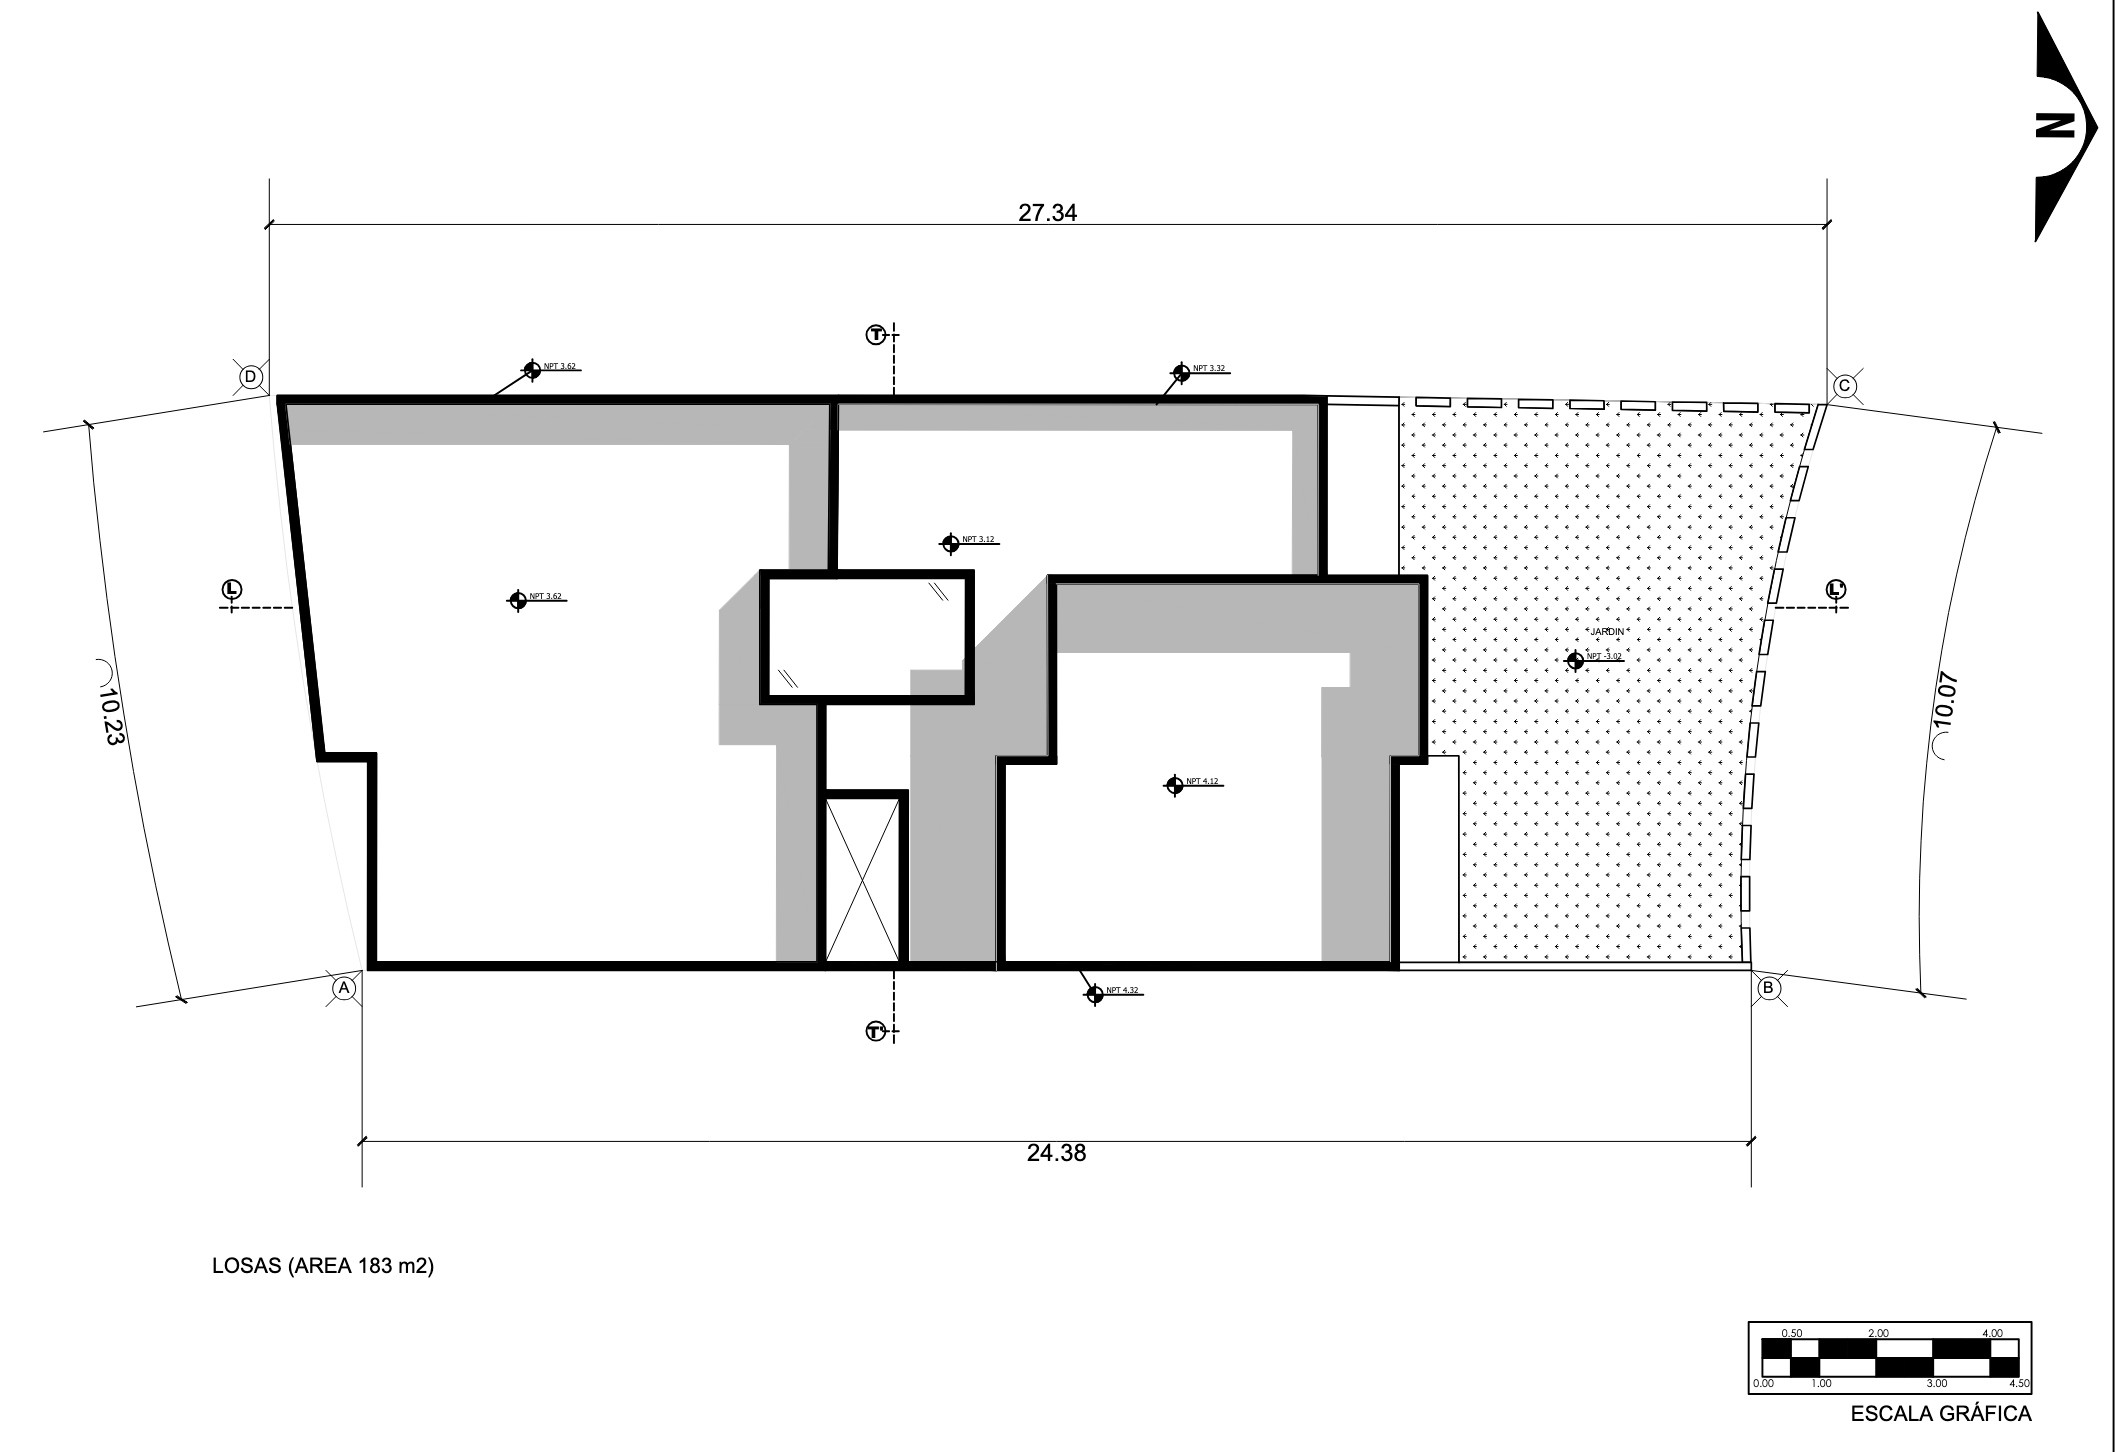 N
27.34
T
D
NPT 3.62
NPT 3.32
C
NPT 3.12
L
NPT 3.62
L'
JARDIN
NPT -3.02
10.23
10.07
NPT 4.12
A
NPT 4.32
B
T'
24.38
LOSAS (AREA 183 m2)
0.50 2.00 4.00
0.00 1.00 3.00 4.50
ESCALA GRÁFICA